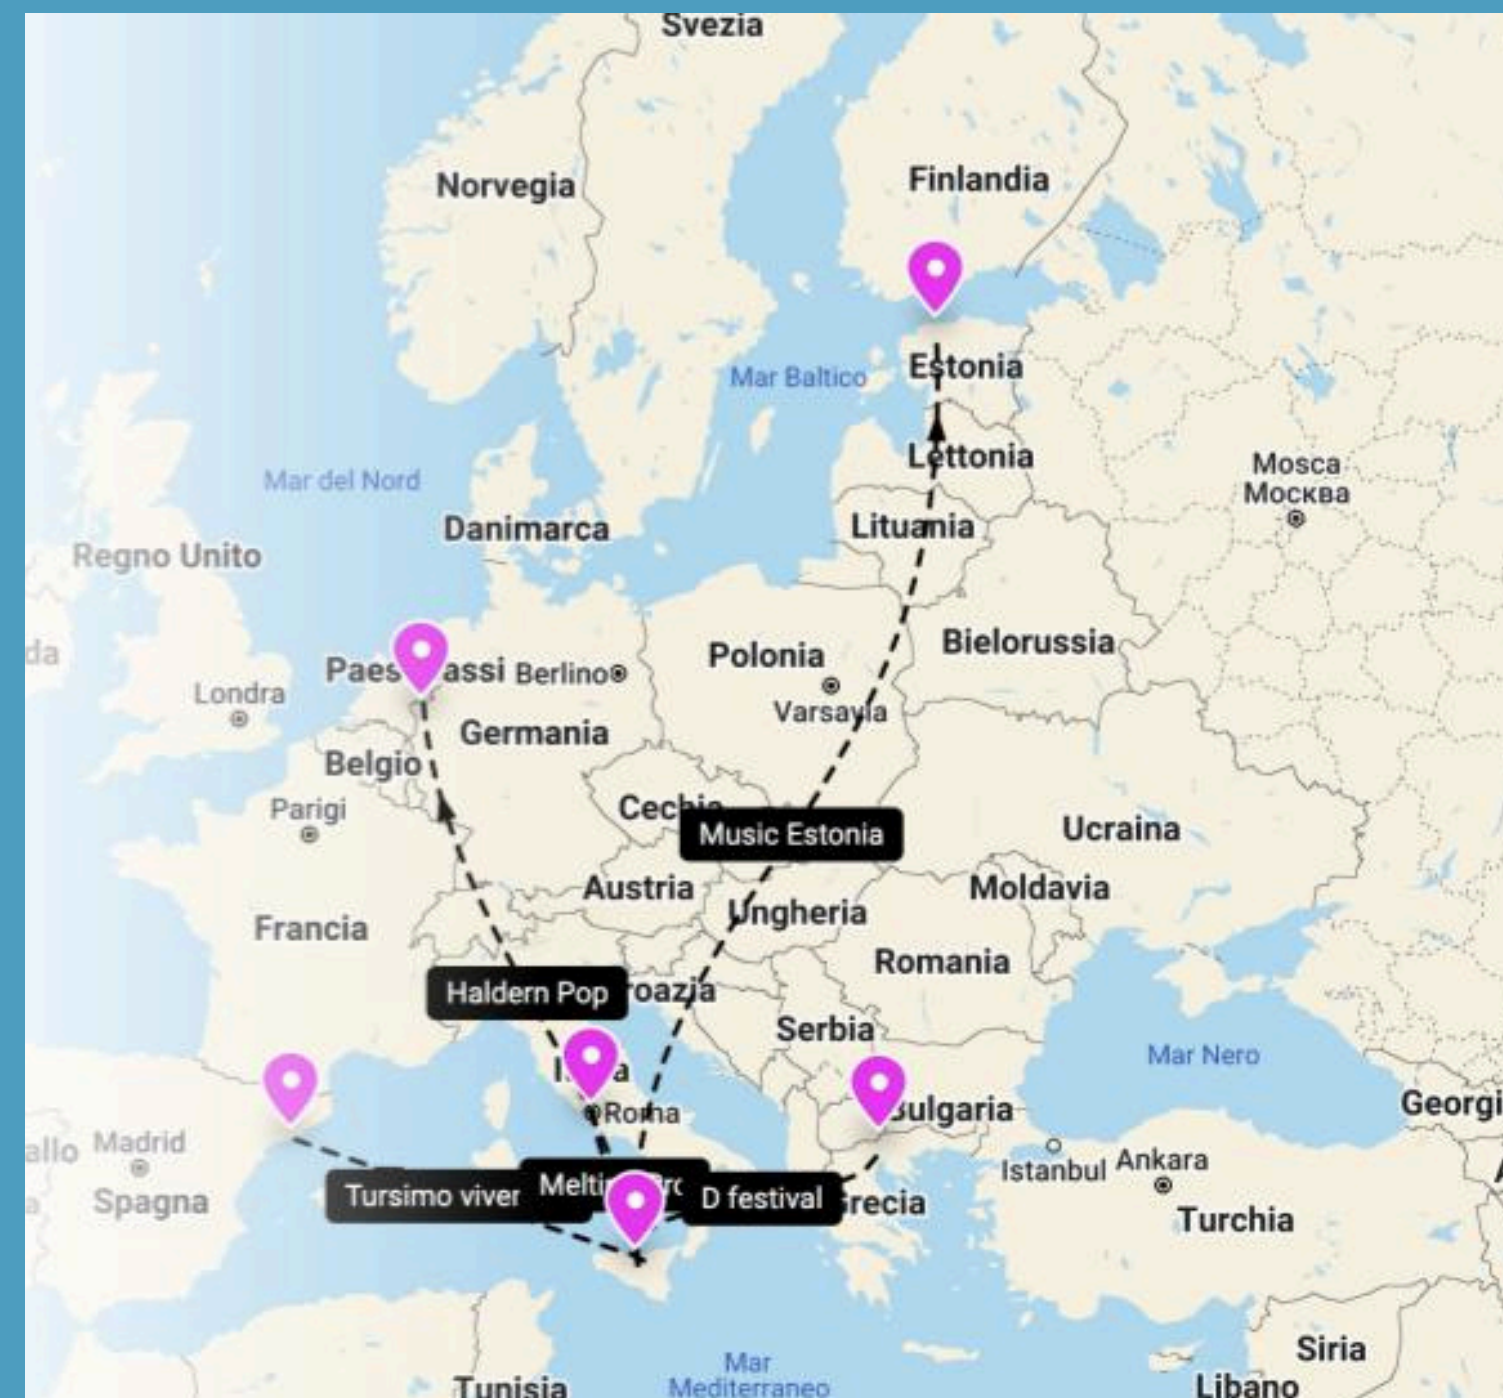 Svezia
Norvegia
Finlandia
Estonia
Mar Baltico
Lettonia
Mosca
Москва
Mar del Nord
Danimarca
Lituania
Regno Unito
Bielorussia
Polonia
Berlino
Londra
Varsavia
Germania
Belgio
Parigi
Music Estonia
Ucraina
Austria
Moldavia
Francia
Ungheria
Romania
Haldern Pop
Serbia
Mar Nero
Roma
Madrid
Istanbul
Ankara
Spagna
Tursimo viver
D festival
Turchia
Siria
Mar
Mediterraneo
Tunisia
Libano